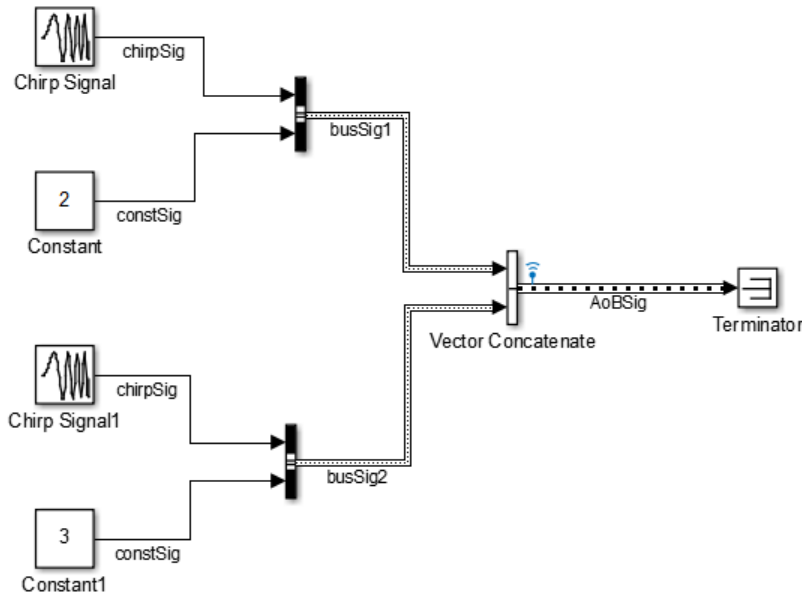 chirpSig
Chirp Signal
busSig1
2
constSig
Constant
AoBSig
Vector Concatenate
Terminator
chirpSig
Chirp Signal1
busSig2
3
constSig
Constant1